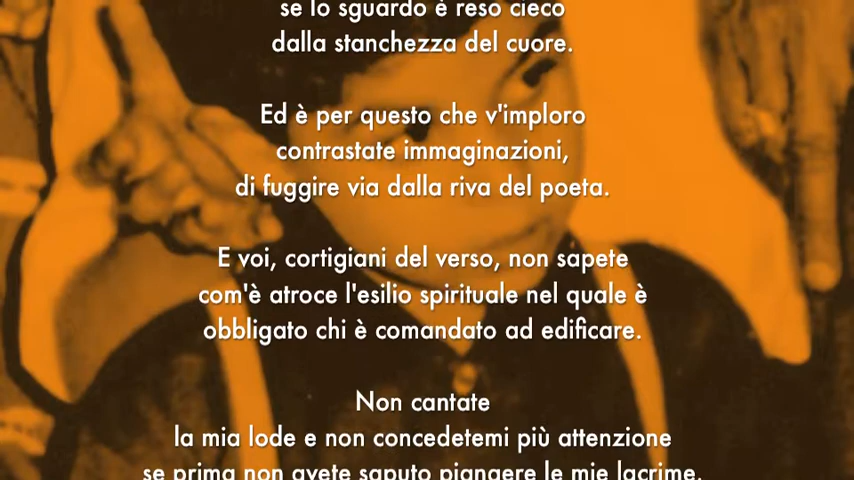 se lo sguardo è reso cieco
dalla stanchezza del cuore.
Ed è per questo che v'imploro
contrastate immaginazioni,
di fuggire via dalla riva del poeta.
E voi, cortigiani del verso, non sapete
com'è atroce l'esilio spirituale nel quale è
obbligato chi è comandato ad edificare.
Non cantate
la mia lode e non concedetemi più attenzione
se prima non avete saputo piangere le mie lacrime.